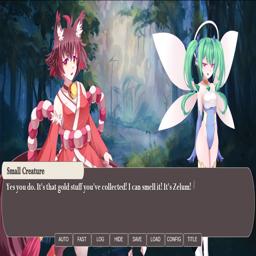 Small Creature
Yes you do. It's that gold stuff you've collected! I can smell it! It's Zelum!
AUTO FAST LOG HIDE SAVE LOAD CONFIG TITLE